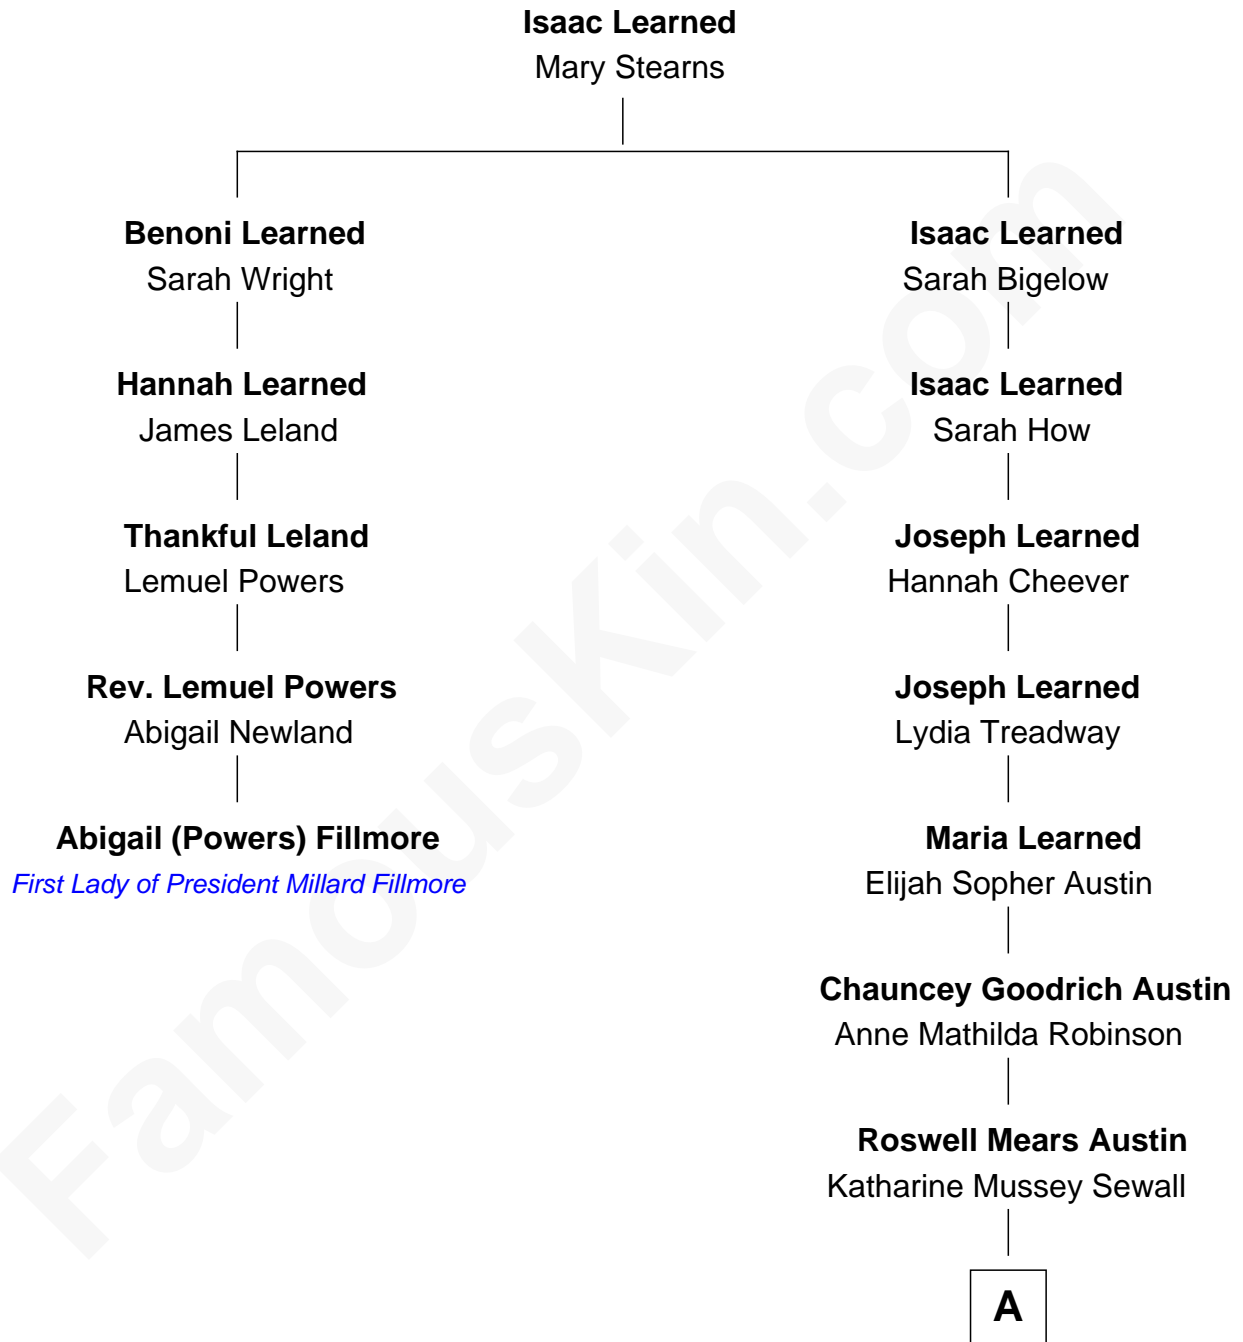 Isaac Learned
Mary Stearns
Benoni Learned
Sarah Wright
Isaac Learned
Sarah Bigelow
Hannah Learned
James Leland
Isaac Learned
Sarah How
Thankful Leland
Lemuel Powers
Joseph Learned
Hannah Cheever
Rev. Lemuel Powers
Abigail Newland
Joseph Learned
Lydia Treadway
Abigail (Powers) Fillmore
First Lady of President Millard Fillmore
Maria Learned
Elijah Sopher Austin
Chauncey Goodrich Austin
Anne Mathilda Robinson
Roswell Mears Austin
Katharine Mussey Sewall
A
FamousKin.com